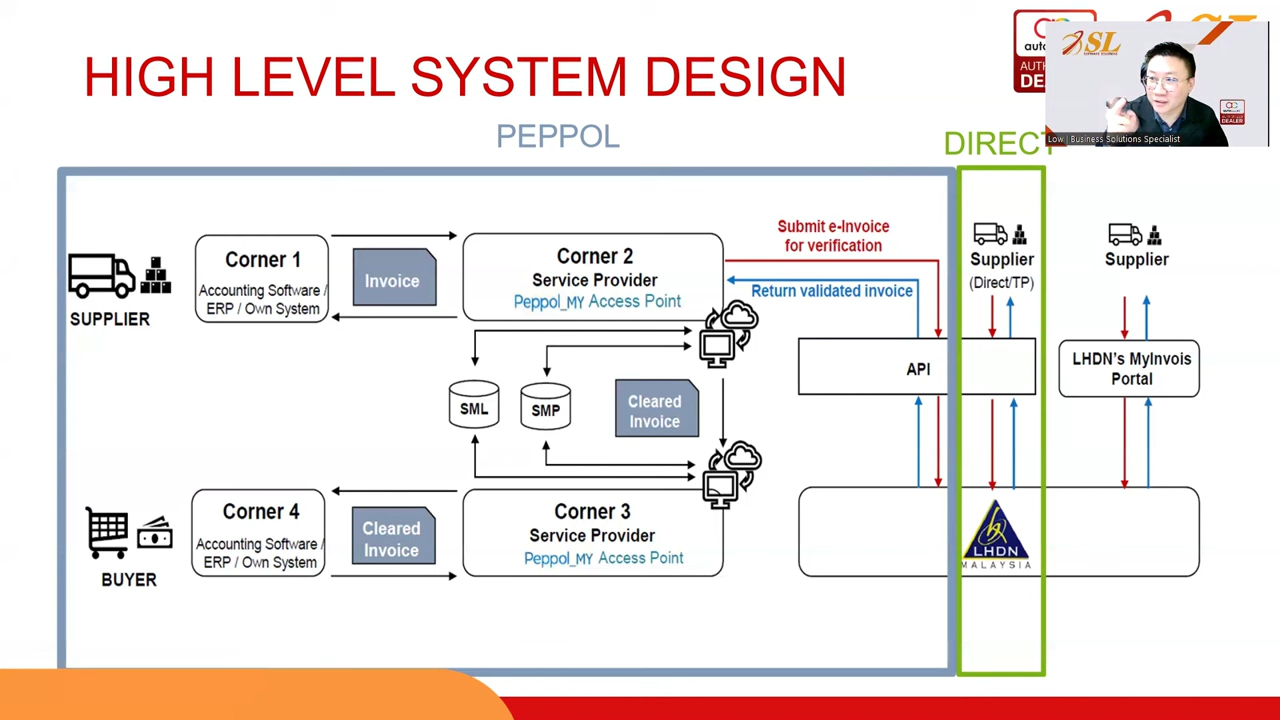 HIGH LEVEL SYSTEM DESIGN
PEPPOL
DIRECT
SL
Low | Business Solutions Specialist
DEALER
SUPPLIER
Corner 1
Accounting Software /
ERP / Own System
Invoice
Corner 2
Service Provider
Peppol_MY Access Point
Submit e-Invoice
for verification
Return validated invoice
Supplier
(Direct/TP)
Supplier
API
LHDN's MyInvois
Portal
SML
SMP
Cleared
Invoice
BUYER
Corner 4
Accounting Software /
ERP / Own System
Cleared
Invoice
Corner 3
Service Provider
Peppol_MY Access Point
LHDN
MALAYSIA